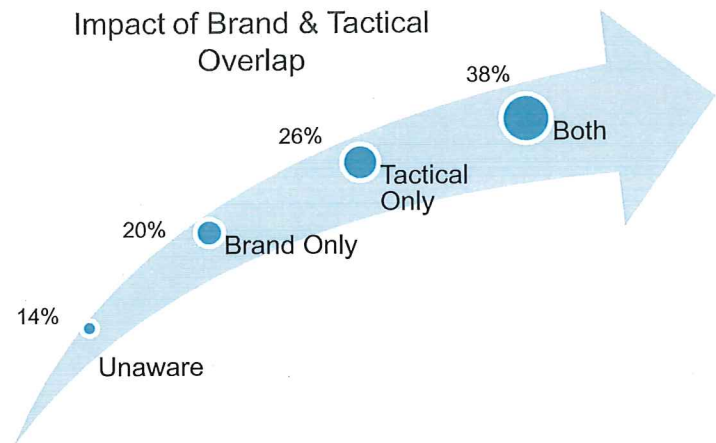 Impact of Brand & Tactical
Overlap
38%
Both
26%
Tactical
Only
20%
Brand Only
14%
Unaware